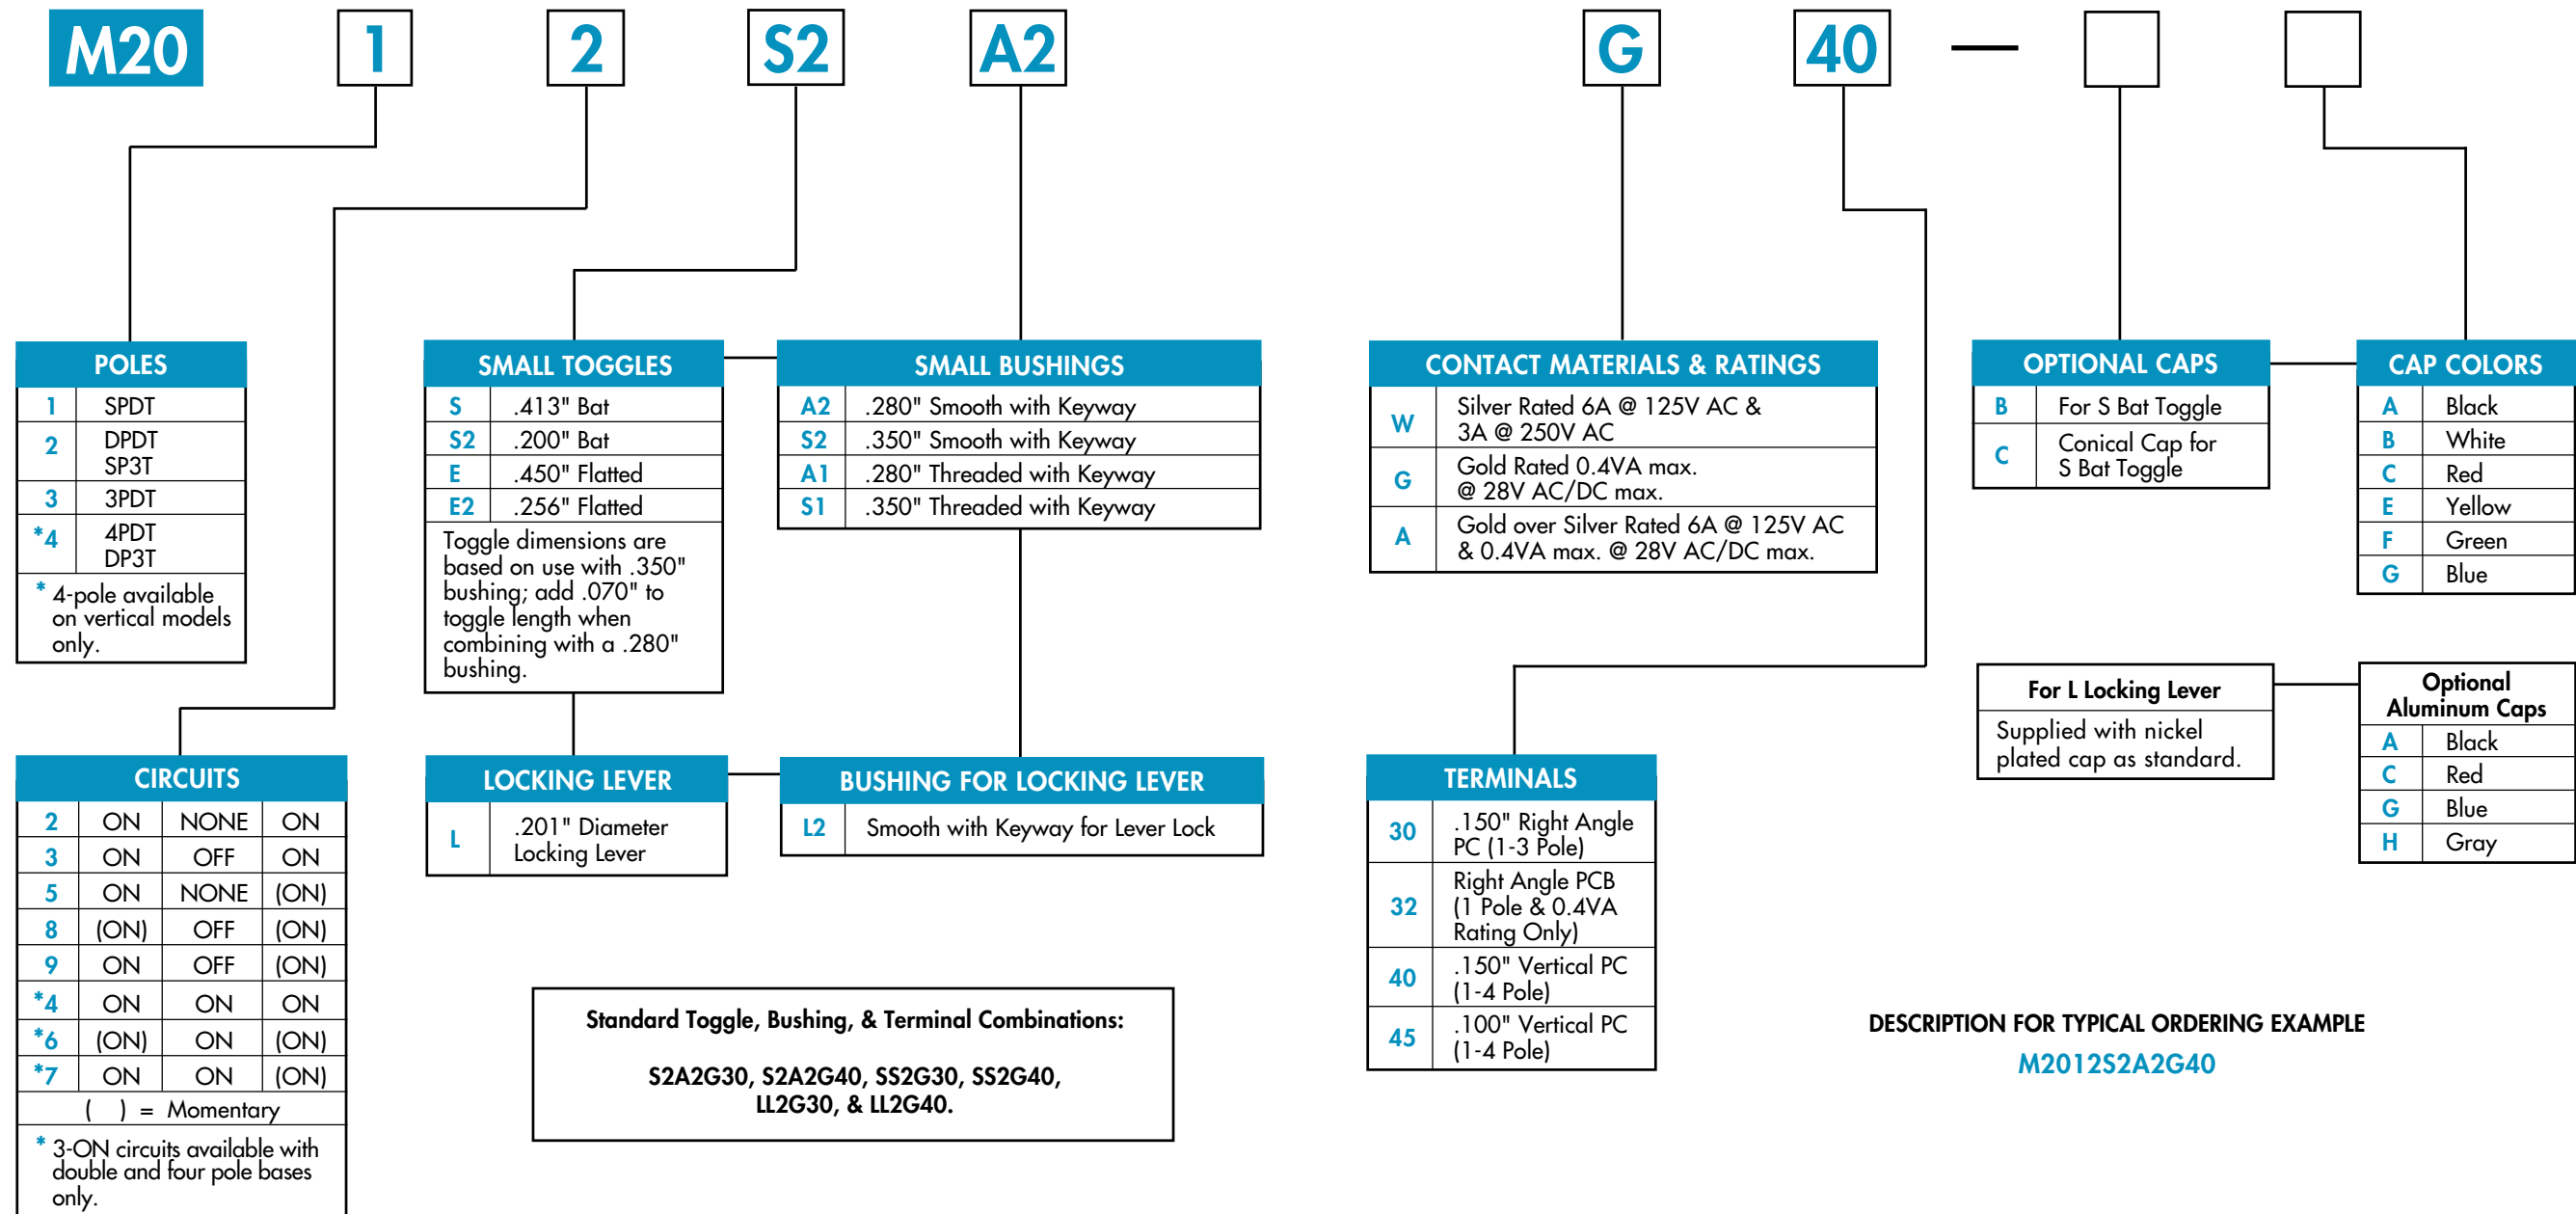 M20 1 2 S2 A2 G 40 —
POLES
1 SPDT
2 DPDT
SP3T
3 3PDT
*4 4PDT
DP3T
* 4-pole available
on vertical models
only.
CIRCUITS
2 ON NONE ON
3 ON OFF ON
5 ON NONE (ON)
8 (ON) OFF (ON)
9 ON OFF (ON)
*4 ON ON ON
*6 (ON) ON (ON)
*7 ON ON (ON)
( ) = Momentary
* 3-ON circuits available with
double and four pole bases
only.
SMALL TOGGLES
S .413" Bat
S2 .200" Bat
E .450" Flatted
E2 .256" Flatted
Toggle dimensions are
based on use with .350"
bushing; add .070" to
toggle length when
combining with a .280"
bushing.
SMALL BUSHINGS
A2 .280" Smooth with Keyway
S2 .350" Smooth with Keyway
A1 .280" Threaded with Keyway
S1 .350" Threaded with Keyway
LOCKING LEVER
L .201" Diameter
Locking Lever
BUSHING FOR LOCKING LEVER
L2 Smooth with Keyway for Lever Lock
Standard Toggle, Bushing, & Terminal Combinations:
S2A2G30, S2A2G40, SS2G30, SS2G40,
LL2G30, & LL2G40.
CONTACT MATERIALS & RATINGS
W Silver Rated 6A @ 125V AC &
3A @ 250V AC
G Gold Rated 0.4VA max.
@ 28V AC/DC max.
A Gold over Silver Rated 6A @ 125V AC
& 0.4VA max. @ 28V AC/DC max.
TERMINALS
30 .150" Right Angle
PC (1-3 Pole)
32 Right Angle PCB
(1 Pole & 0.4VA
Rating Only)
40 .150" Vertical PC
(1-4 Pole)
45 .100" Vertical PC
(1-4 Pole)
OPTIONAL CAPS
B For S Bat Toggle
C Conical Cap for
S Bat Toggle
CAP COLORS
A Black
B White
C Red
E Yellow
F Green
G Blue
For L Locking Lever
Supplied with nickel
plated cap as standard.
Optional
Aluminum Caps
A Black
C Red
G Blue
H Gray
DESCRIPTION FOR TYPICAL ORDERING EXAMPLE
M2012S2A2G40